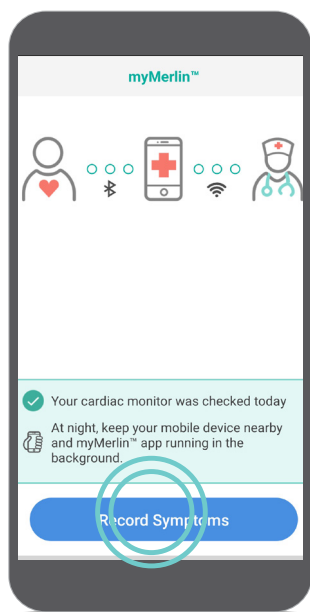 myMerlin™
Your cardiac monitor was checked today
At night, keep your mobile device nearby
and myMerlin™ app running in the
background.
Record Symptoms